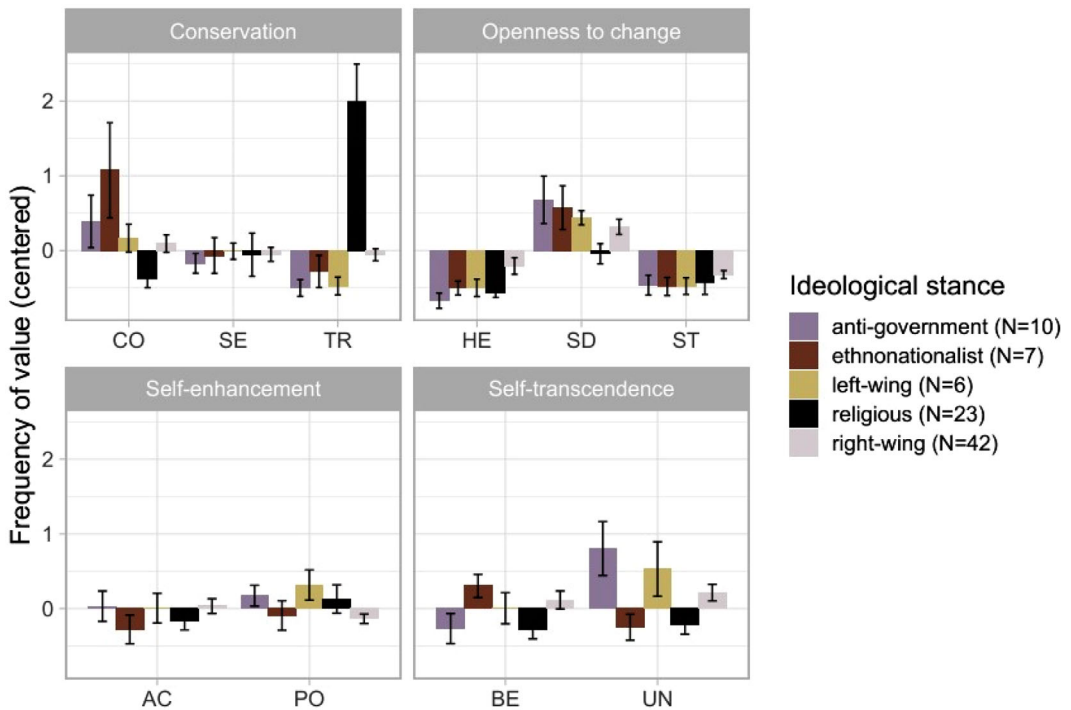 Conservation
Openness to change
2
1
0
CO SE TR
HE SD ST
Self-enhancement
Self-transcendence
2
1
0
AC PO
BE UN
Frequency of value (centered)
Ideological stance
anti-government (N=10)
ethnonationalist (N=7)
left-wing (N=6)
religious (N=23)
right-wing (N=42)